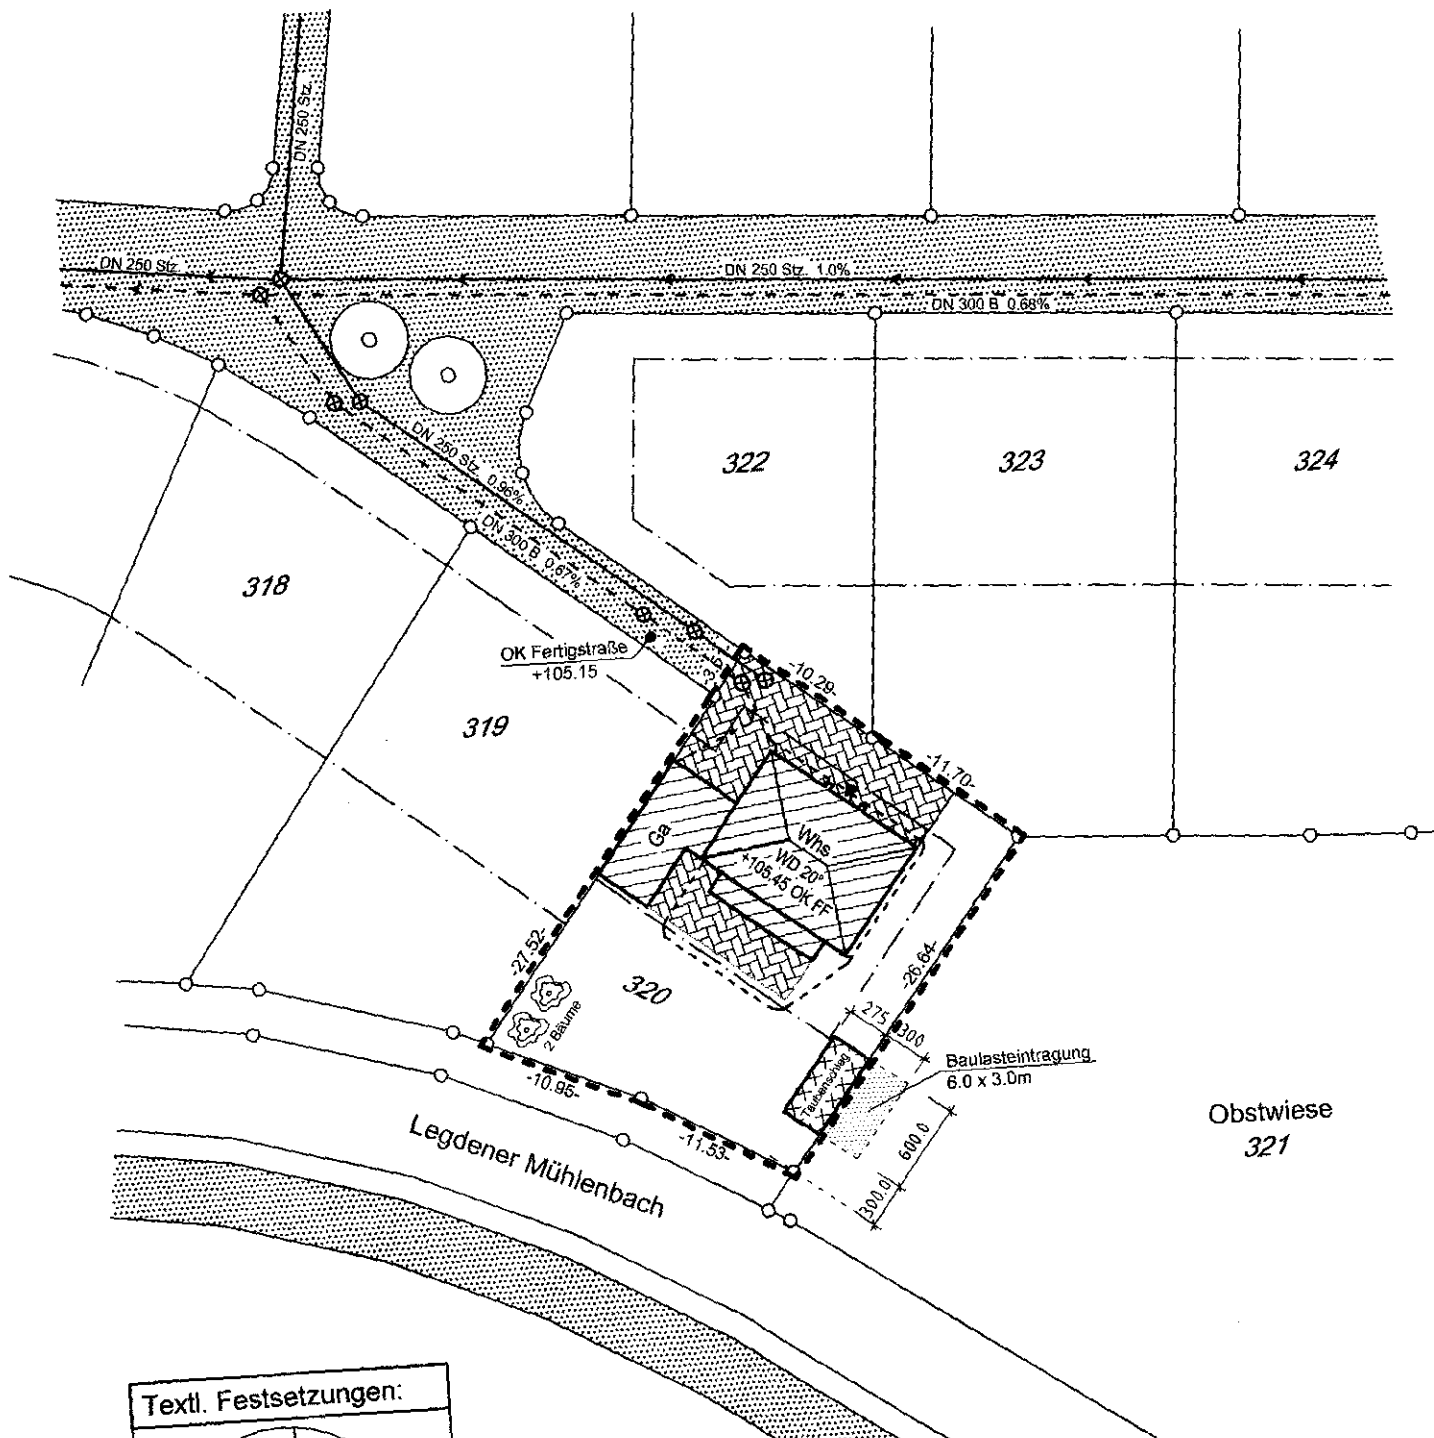 DN 250 Stz.
DN 250 Stz.
DN 250 Stz. 1.0%
DN 300 B 0.68%
DN 250 Stz. 0.96%
DN 300 B 0.67%
322
323
324
318
OK Fertigstraße
+105.15
319
-10.29-
-11.70-
Ga
Whs
WD 20°
+106.45 OK FF
-27.52-
-26.64-
320
2 Bäume
275
300
Taubenschlag
Baulasteintragung
6.0 x 3.0m
-10.95-
-11.53-
600.0
300.0
Obstwiese
321
Legdener Mühlenbach
Textl. Festsetzungen: